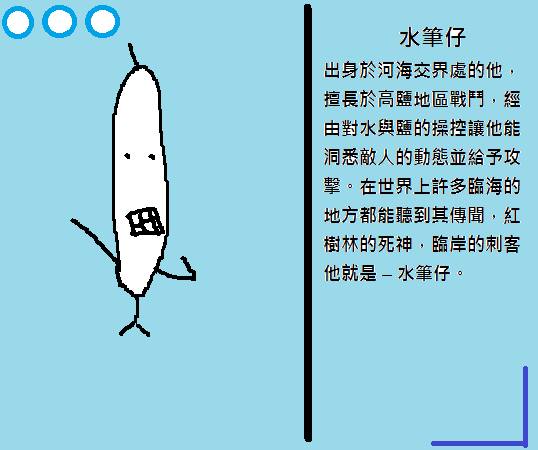 水筆仔
出身於河海交界處的他，
擅長於高鹽地區戰鬥，經
由對水與鹽的操控讓他能
洞悉敵人的動態並給予攻
擊。在世界上許多臨海的
地方都能聽到其傳聞，紅
樹林的死神，臨岸的刺客
他就是 – 水筆仔。